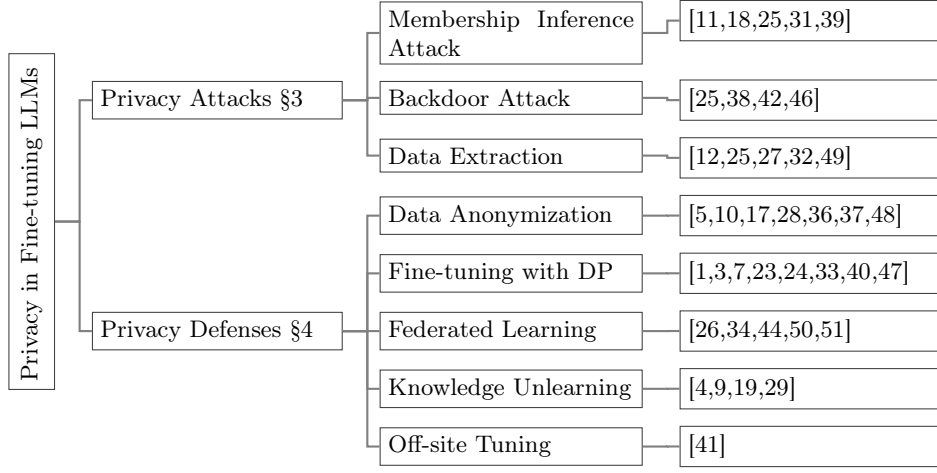 Privacy in Fine-tuning LLMs
Privacy Attacks §3
Membership Inference
Attack
[11,18,25,31,39]
Backdoor Attack
[25,38,42,46]
Data Extraction
[12,25,27,32,49]
Privacy Defenses §4
Data Anonymization
[5,10,17,28,36,37,48]
Fine-tuning with DP
[1,3,7,23,24,33,40,47]
Federated Learning
[26,34,44,50,51]
Knowledge Unlearning
[4,9,19,29]
Off-site Tuning
[41]